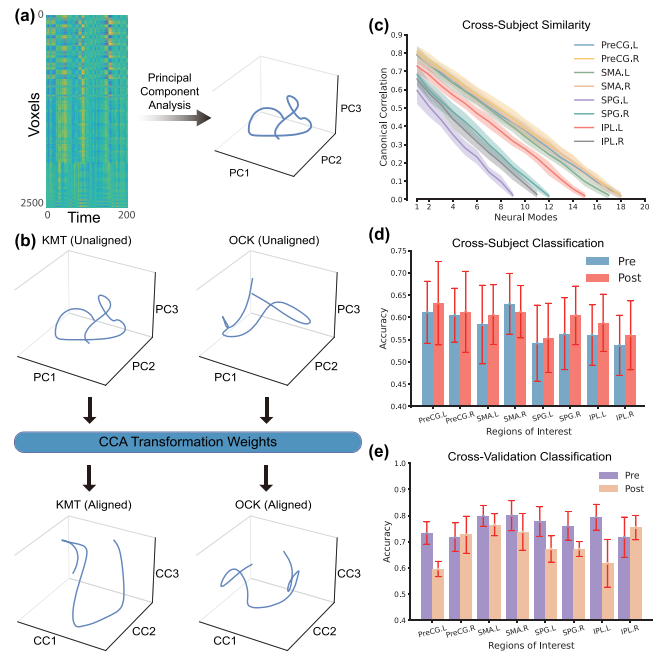 (a)
0
Voxels
2500
Time
200
Principal
Component
Analysis
PC3
PC2
PC1
(b)
KMT (Unaligned)
OCK (Unaligned)
PC3
PC2
PC1
PC3
PC2
PC1
CCA Transformation Weights
KMT (Aligned)
OCK (Aligned)
CC3
CC2
CC1
CC3
CC2
CC1
(c)
Cross-Subject Similarity
Canonical Correlation
0.9
0.8
0.7
0.6
0.5
0.4
0.3
0.2
0.1
0.0
1 2 4 6 8 10 12 14 16 18 20
Neural Modes
PreCG.L
PreCG.R
SMA.L
SMA.R
SPG.L
SPG.R
IPL.L
IPL.R
(d)
Cross-Subject Classification
Pre
Post
Accuracy
0.75
0.70
0.65
0.60
0.55
0.50
0.45
0.40
PreCG.L PreCG.R SMA.L SMA.R SPG.L SPG.R IPL.L IPL.R
Regions of Interest
(e)
Cross-Validation Classification
Pre
Post
Accuracy
1.0
0.9
0.8
0.7
0.6
0.4
PreCG.L PreCG.R SMA.L SMA.R SPG.L SPG.R IPL.L IPL.R
Regions of Interest